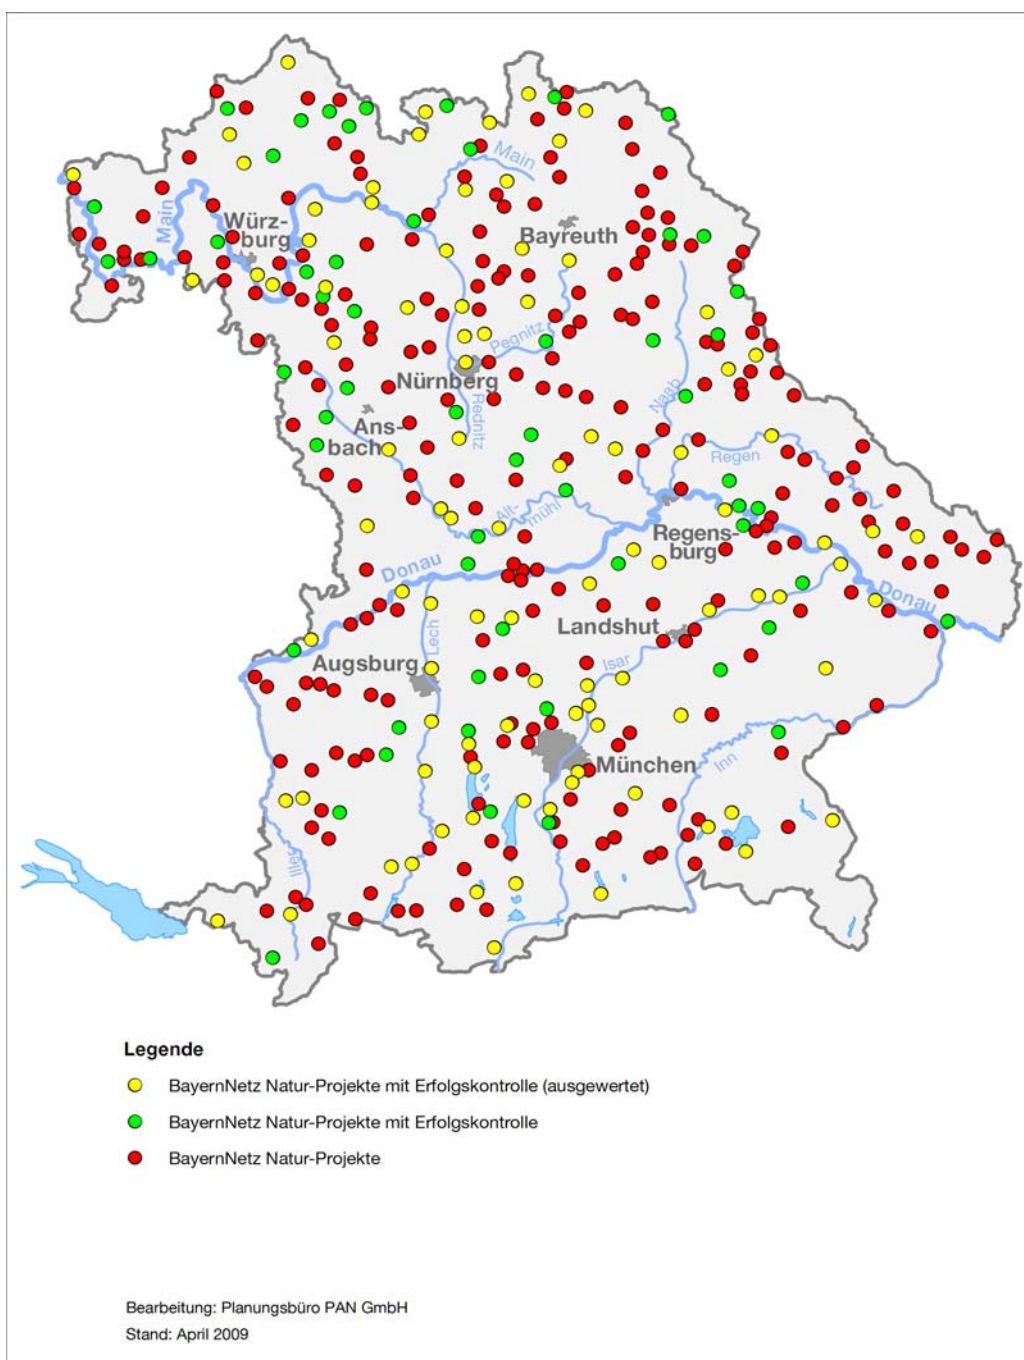 Main
Main
Würz-
burg
Bayreuth
Pegnitz
Nürnberg
Rednitz
Naab
Ans-
bach
Regen
Alt-
mühl
Regens-
burg
Donau
Donau
Lech
Landshut
Isar
Augsburg
München
Inn
Iller
Legende
BayernNetz Natur-Projekte mit Erfolgskontrolle (ausgewertet)
BayernNetz Natur-Projekte mit Erfolgskontrolle
BayernNetz Natur-Projekte
Bearbeitung: Planungsbüro PAN GmbH
Stand: April 2009